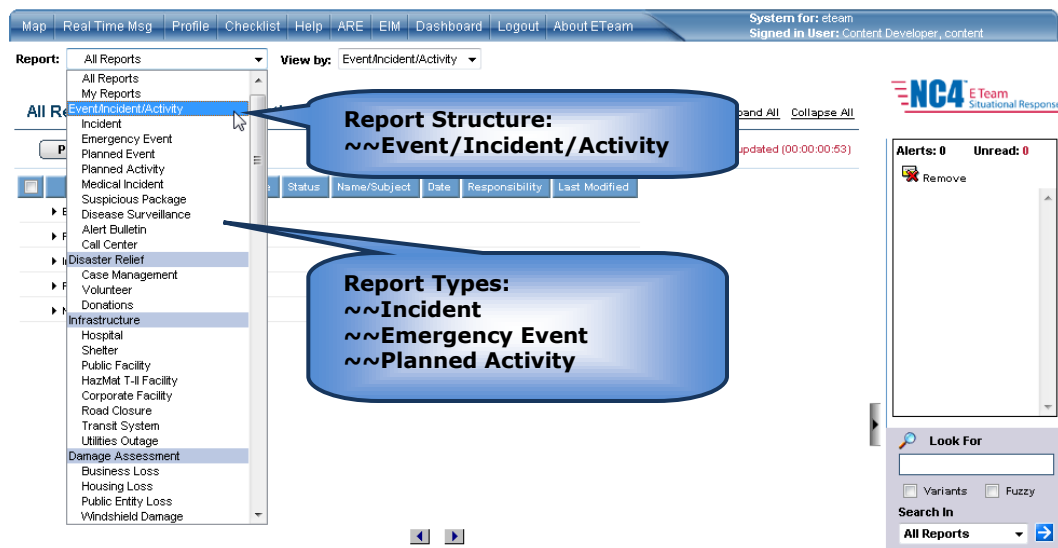 Map Real Time Msg Profile Checklist Help ARE EIM Dashboard Logout About ETeam
System for: eteam
Signed in User: Content Developer, content
Report: All Reports View by: Event/Incident/Activity
All Reports
My Reports
Event/Incident/Activity
Incident
Emergency Event
Planned Event
Planned Activity
Medical Incident
Suspicious Package
Disease Surveillance
Alert Bulletin
Call Center
Disaster Relief
Case Management
Volunteer
Donations
Infrastructure
Hospital
Shelter
Public Facility
HazMat T-II Facility
Corporate Facility
Road Closure
Transit System
Utilities Outage
Damage Assessment
Business Loss
Housing Loss
Public Entity Loss
Windshield Damage
All Re
Collapse All
pand All
updated (00:00:00:53)
Status Name/Subject Date Responsibility Last Modified
Report Structure:
~~Event/Incident/Activity
Report Types:
~~Incident
~~Emergency Event
~~Planned Activity
NC4 E Team
Situational Response
Alerts: 0 Unread: 0
Remove
Look For
Variants Fuzzy
Search In
All Reports